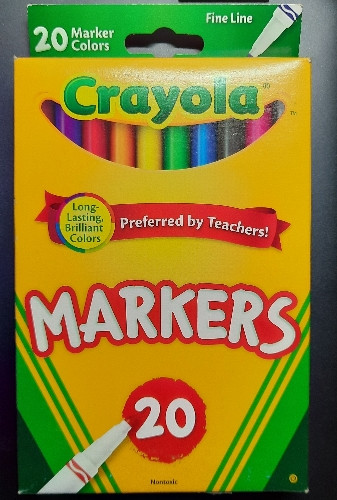 20 Marker
Colors
Fine Line
Crayola
Long-
Lasting,
Brilliant
Colors
Preferred by Teachers!
MARKERS
20
Nontoxic